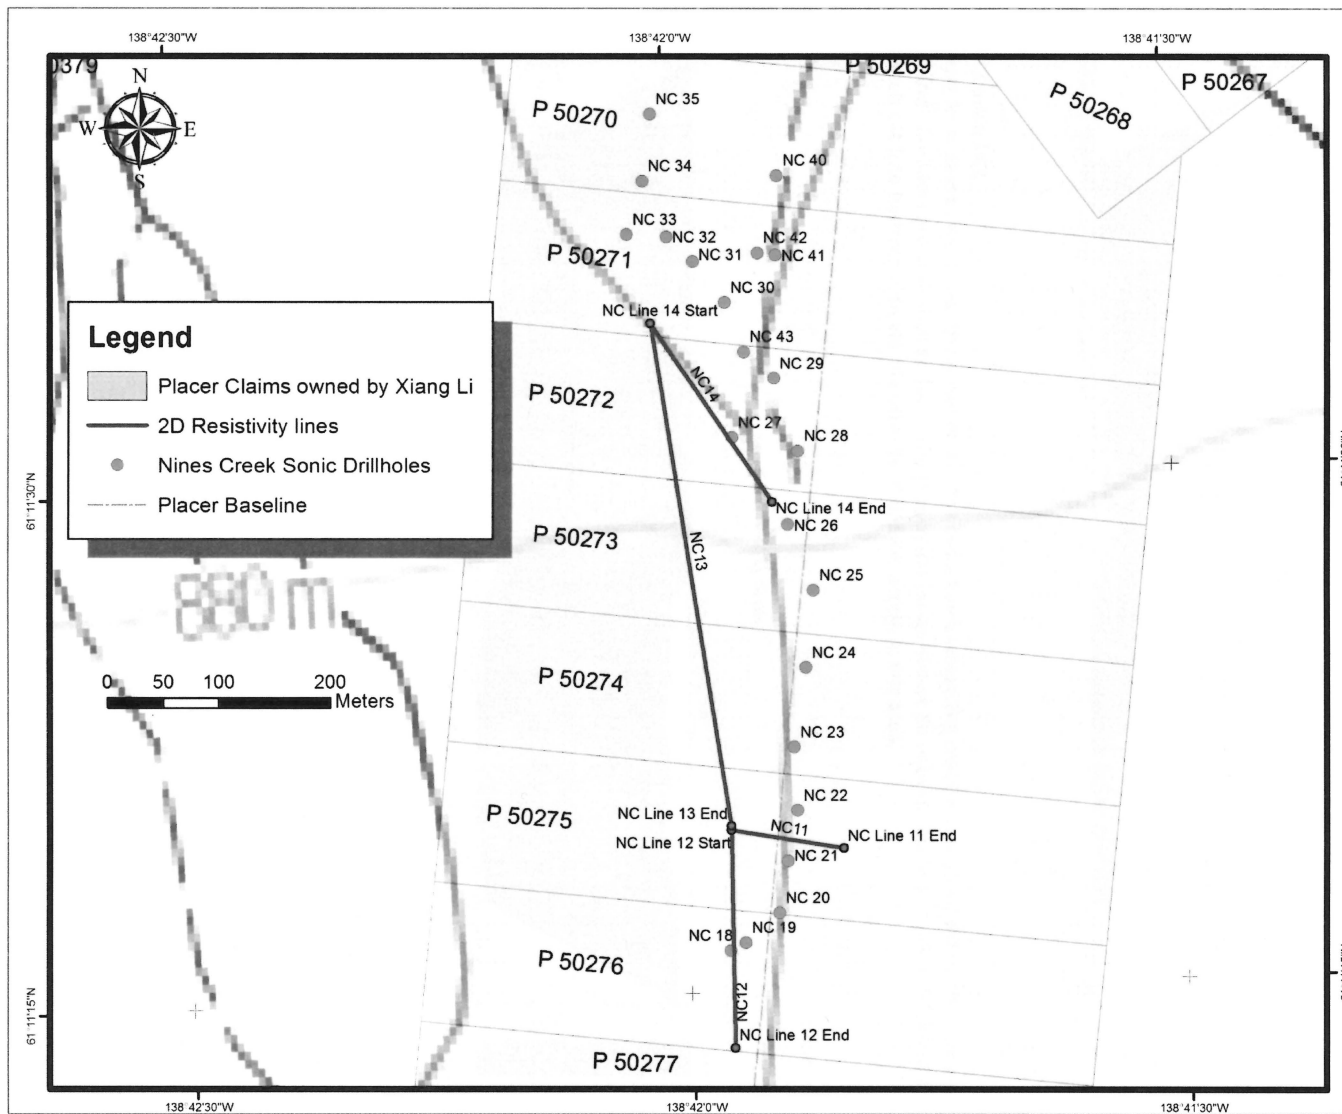 138°42'30"W
138°42'0"W
138°41'30"W
0379
P 50269
P 50267
N
W
E
S
P 50270
NC 35
P 50268
NC 34
NC 40
NC 33
NC 32
NC 42
P 50271
NC 31
NC 41
NC 30
NC Line 14 Start
Legend
NC 43
NC 29
NC14
Placer Claims owned by Xiang Li
P 50272
2D Resistivity lines
NC 27
NC 28
Nines Creek Sonic Drillholes
Placer Baseline
61°11'30"N
NC Line 14 End
NC 26
P 50273
NC13
NC 25
880 m
NC 24
P 50274
0 50 100 200
Meters
NC 23
NC 22
P 50275
NC Line 13 End
NC11
NC Line 11 End
NC Line 12 Start
NC 21
NC 20
NC 19
NC 18
P 50276
NC12
61°11'15"N
NC Line 12 End
P 50277
138°42'30"W
138°42'0"W
138°41'30"W